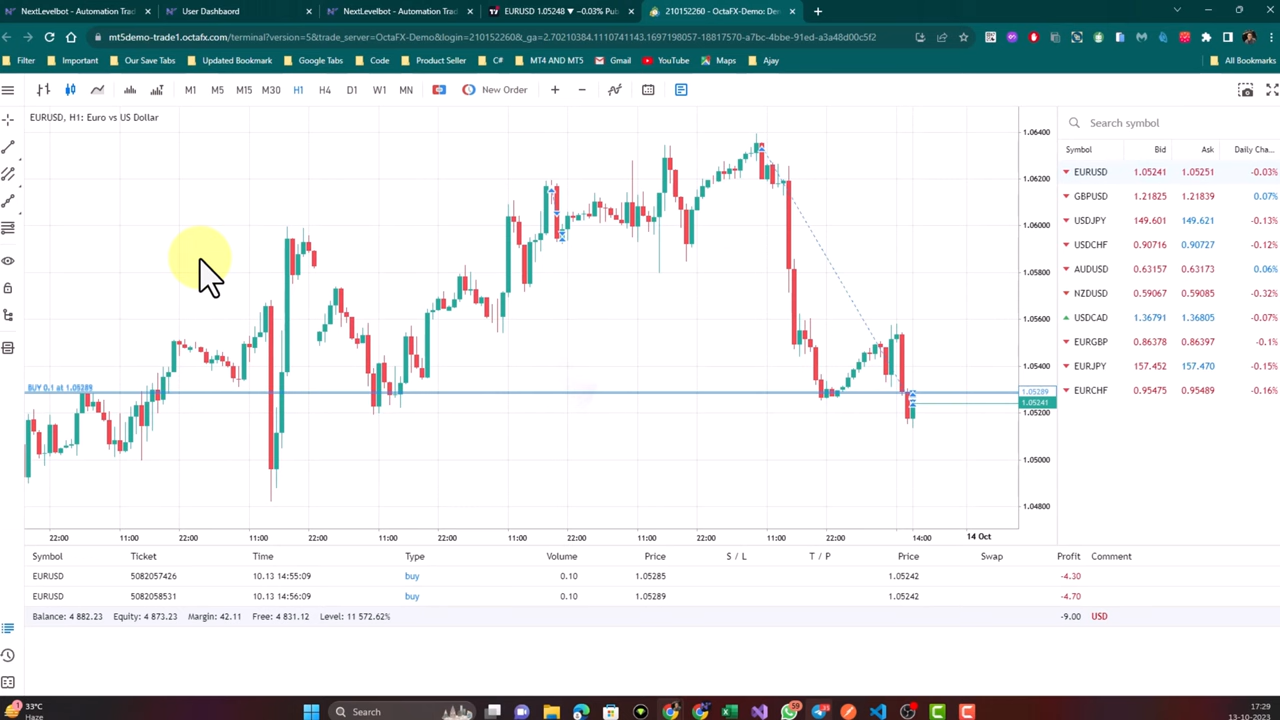 NextLevelbot - Automation Trad
User Dashbaord
NextLevelbot - Automation Trad
EURUSD 1.05248 ▼ −0.03% Pub
210152260 - OctaFX-Demo: Demo
mt5demo-trade1.octafx.com/terminal?version=5&trade_server=OctaFX-Demo&login=210152260&_ga=2.70210384.1110741143.1697198057-18817570-a7bc-4bbe-91ed-a3a48d00c5f2
Filter Important Our Save Tabs Updated Bookmark Google Tabs Code Product Seller C# MT4 AND MT5 Gmail YouTube Maps Ajay All Bookmarks
M1 M5 M15 M30 H1 H4 D1 W1 MN New Order
EURUSD, H1: Euro vs US Dollar
BUY 0.1 at 1.05289
1.06400
1.06200
1.06000
1.05800
1.05600
1.05400
1.05289
1.05241
1.05200
1.05000
1.04800
22:00 11:00 22:00 11:00 22:00 11:00 22:00 11:00 22:00 11:00 22:00 11:00 22:00 14:00 14 Oct
Search symbol
Symbol Bid Ask Daily Cha...
EURUSD 1.05241 1.05251 -0.03%
GBPUSD 1.21825 1.21839 0.07%
USDJPY 149.601 149.621 -0.13%
USDCHF 0.90716 0.90727 -0.12%
AUDUSD 0.63157 0.63173 0.06%
NZDUSD 0.59067 0.59085 -0.32%
USDCAD 1.36791 1.36805 -0.07%
EURGBP 0.86378 0.86397 -0.1%
EURJPY 157.452 157.470 -0.15%
EURCHF 0.95475 0.95489 -0.16%
Symbol Ticket Time Type Volume Price S / L T / P Price Swap Profit Comment
EURUSD 5082057426 10.13 14:55:09 buy 0.10 1.05285 1.05242 -4.30
EURUSD 5082058531 10.13 14:56:09 buy 0.10 1.05289 1.05242 -4.70
Balance: 4 882.23 Equity: 4 873.23 Margin: 42.11 Free: 4 831.12 Level: 11 572.62% -9.00 USD
33°C
Haze
Search
59
17:29